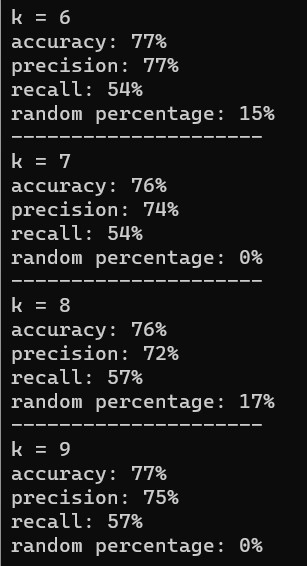 k = 6
accuracy: 77%
precision: 77%
recall: 54%
random percentage: 15%
---------------------
k = 7
accuracy: 76%
precision: 74%
recall: 54%
random percentage: 0%
---------------------
k = 8
accuracy: 76%
precision: 72%
recall: 57%
random percentage: 17%
---------------------
k = 9
accuracy: 77%
precision: 75%
recall: 57%
random percentage: 0%